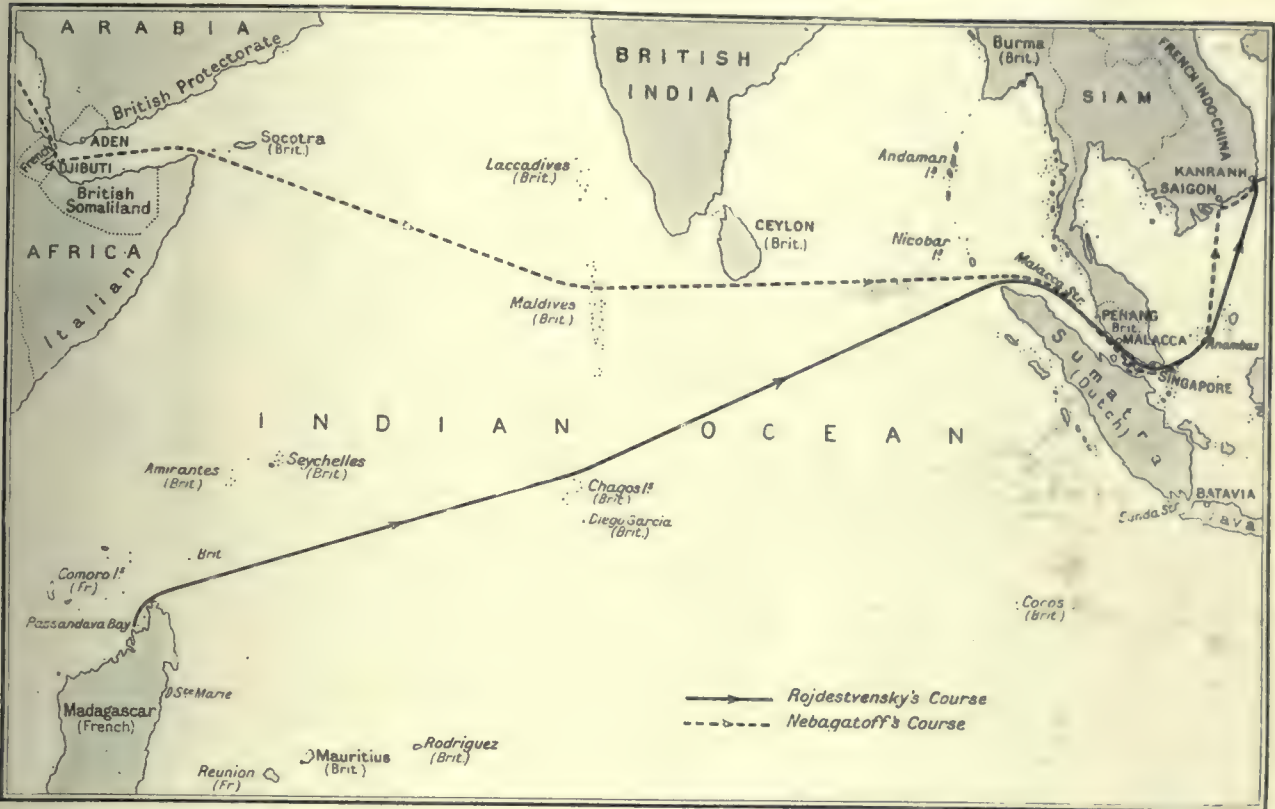 ARABIA
British Protectorate
ADEN
French
DJIBUTI
British
Somaliland
AFRICA
Italian
Socotra
(Brit.)
BRITISH
INDIA
Laccadives
(Brit.)
CEYLON
(Brit.)
Maldives
(Brit.)
Burma
(Brit.)
SIAM
FRENCH INDO-CHINA
Andaman
Is
KANRANH
SAIGON
Nicobar
Is
Malacca Str.
PENANG
Brit.
MALACCA
Anambas
SINGAPORE
Sumatra
(Dutch)
BATAVIA
Sunda Str
Java
INDIAN OCEAN
Amirantes
(Brit)
Seychelles
(Brit)
Chagos Is
(Brit)
Diego Garcia
(Brit.)
Brit
Comoro Is
(Fr)
Passandava Bay
Cocos
(Brit.)
Ste Marie
Madagascar
(French)
Mauritius
(Brit.)
Rodriguez
(Brit.)
Reunion
(Fr)
Rojdestvensky's Course
Nebagatoff's Course